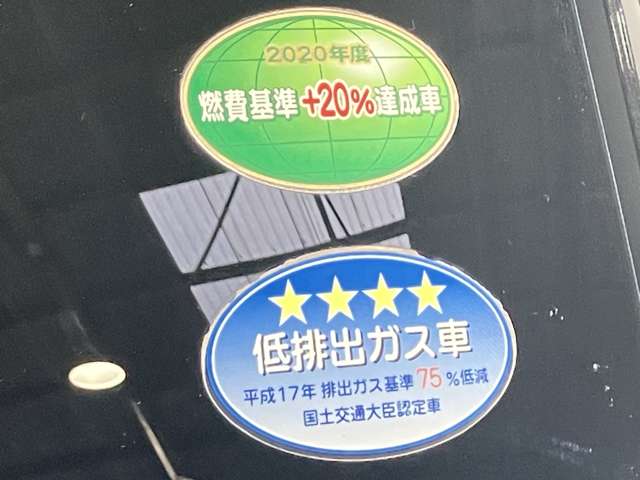 2020年度
燃費基準+20%達成車
★★★★
低排出ガス車
平成17年 排出ガス基準 75 %低減
国土交通大臣認定車